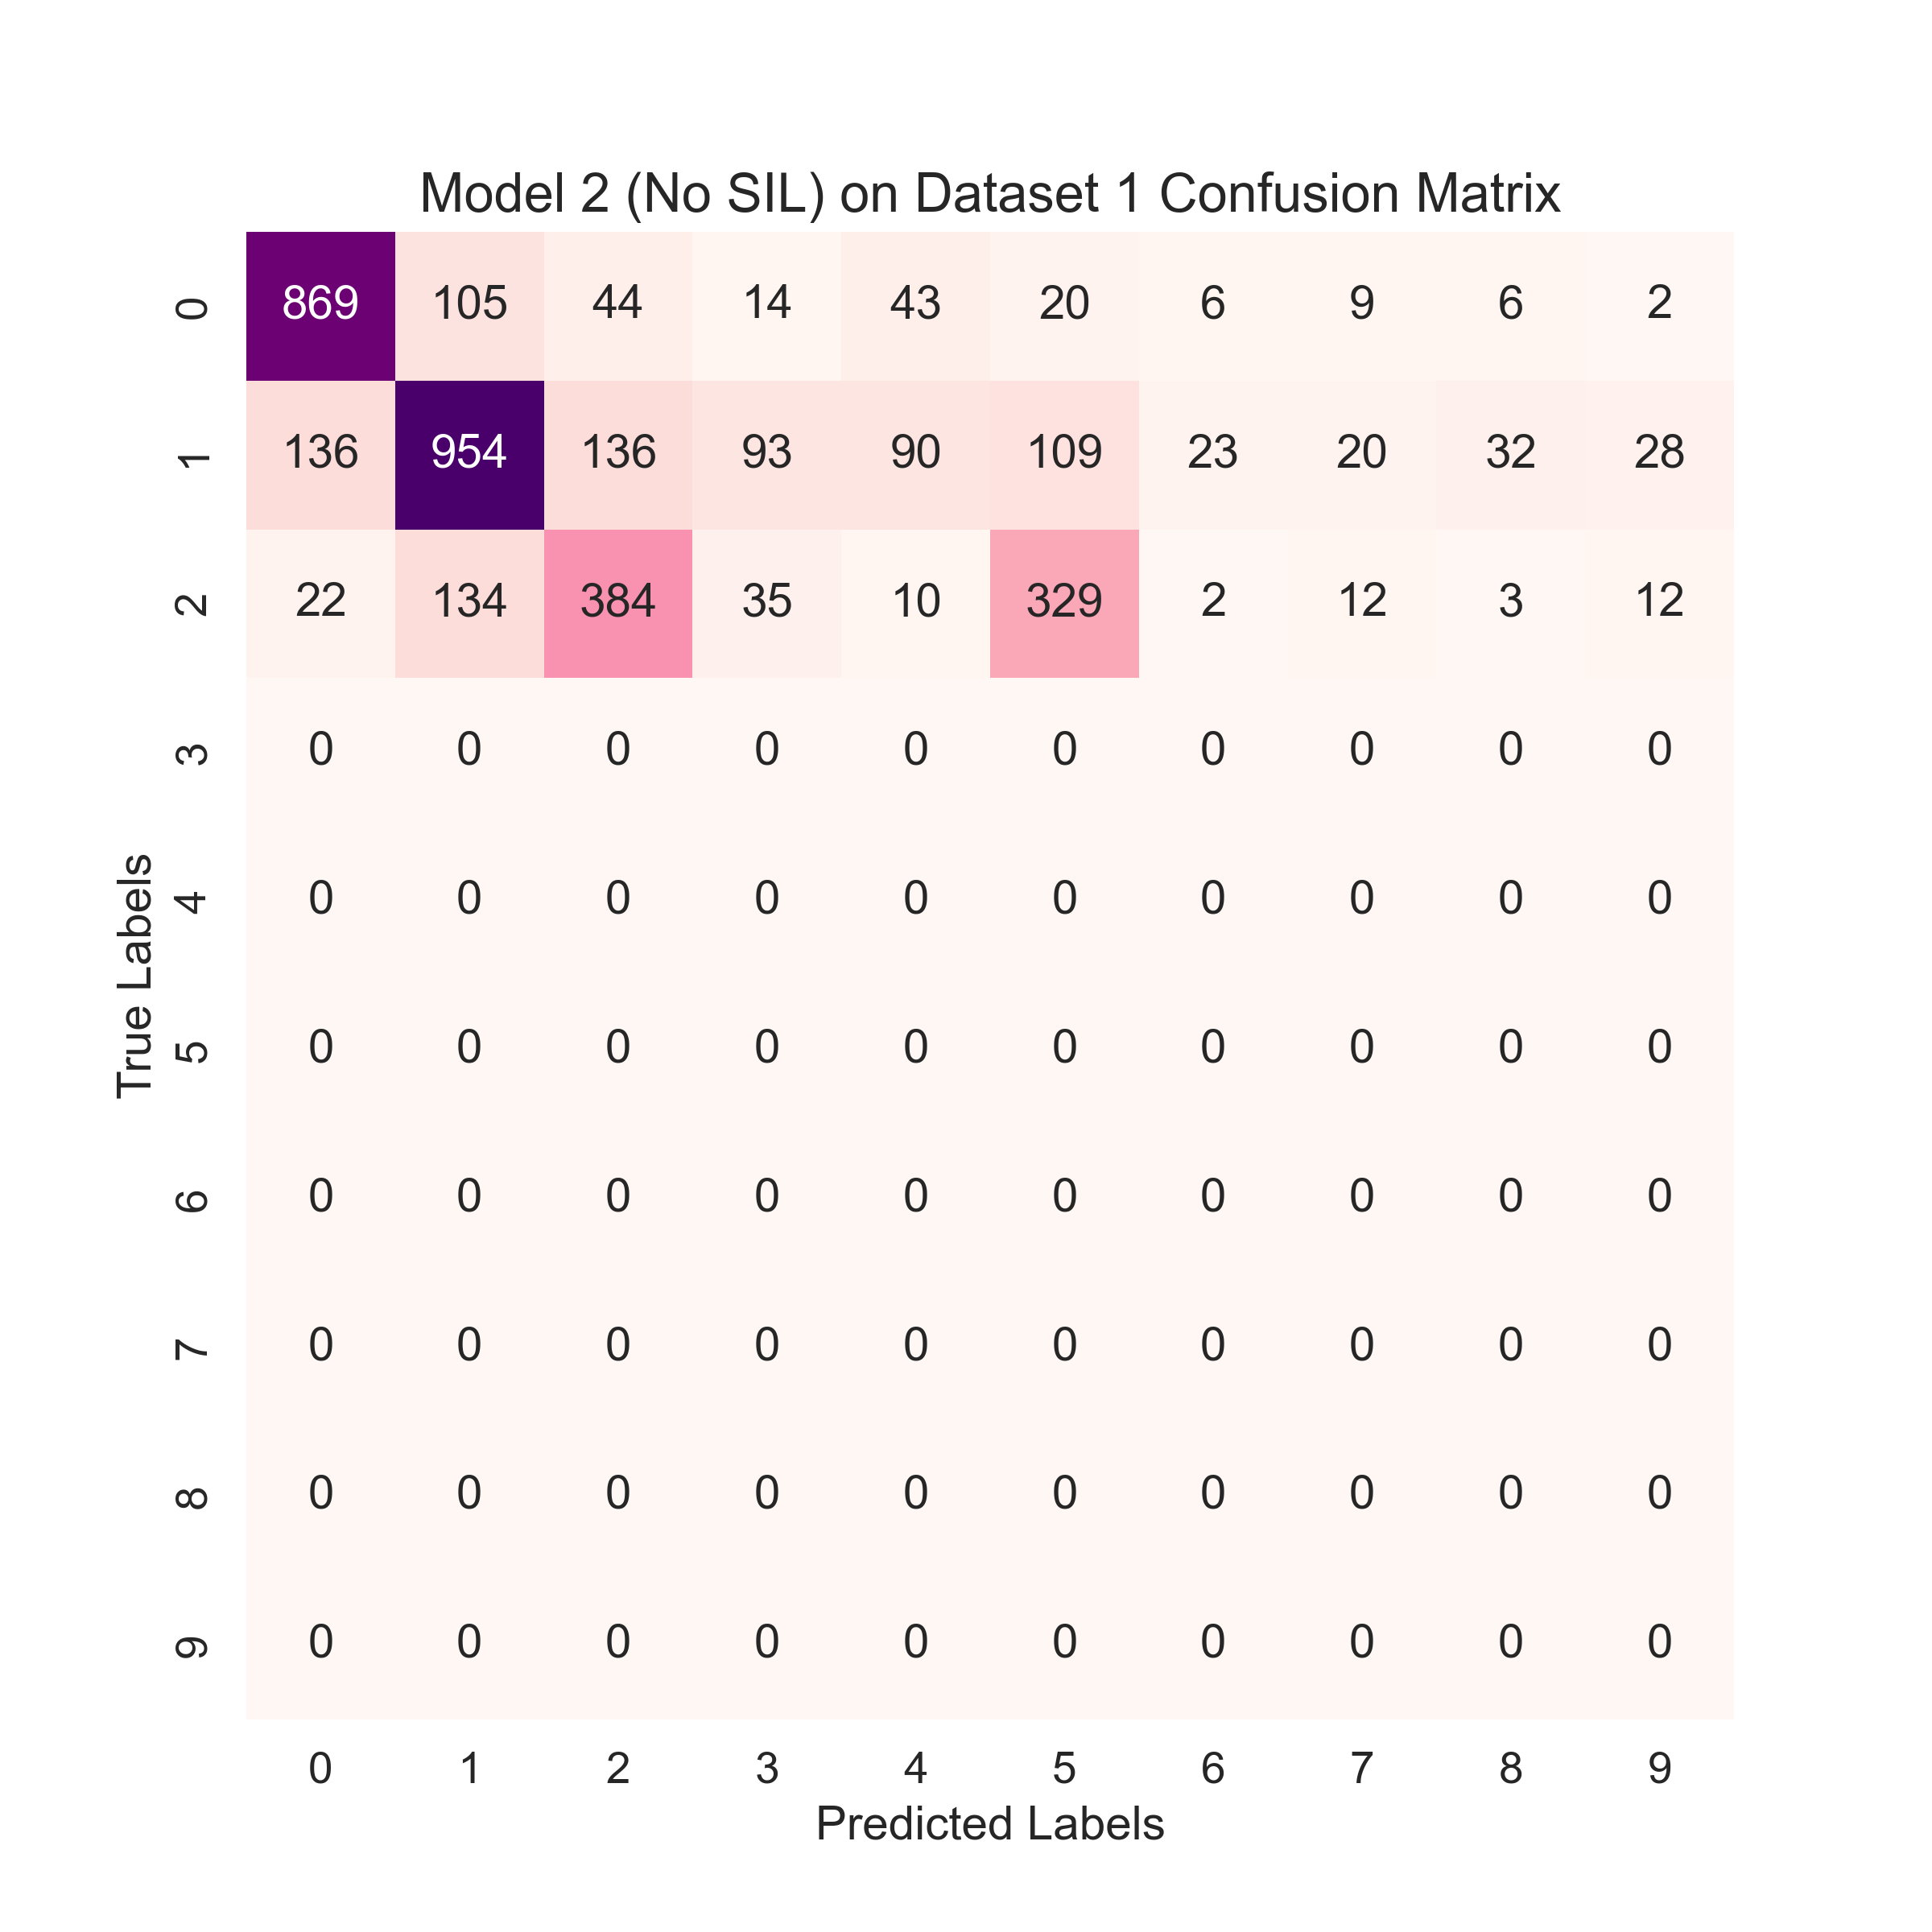 Model 2 (No SIL) on Dataset 1 Confusion Matrix
0 869 105 44 14 43 20 6 9 6 2
1 136 954 136 93 90 109 23 20 32 28
2 22 134 384 35 10 329 2 12 3 12
3 0 0 0 0 0 0 0 0 0 0
4 0 0 0 0 0 0 0 0 0 0
5 0 0 0 0 0 0 0 0 0 0
6 0 0 0 0 0 0 0 0 0 0
7 0 0 0 0 0 0 0 0 0 0
8 0 0 0 0 0 0 0 0 0 0
9 0 0 0 0 0 0 0 0 0 0
True Labels
0 1 2 3 4 5 6 7 8 9
Predicted Labels